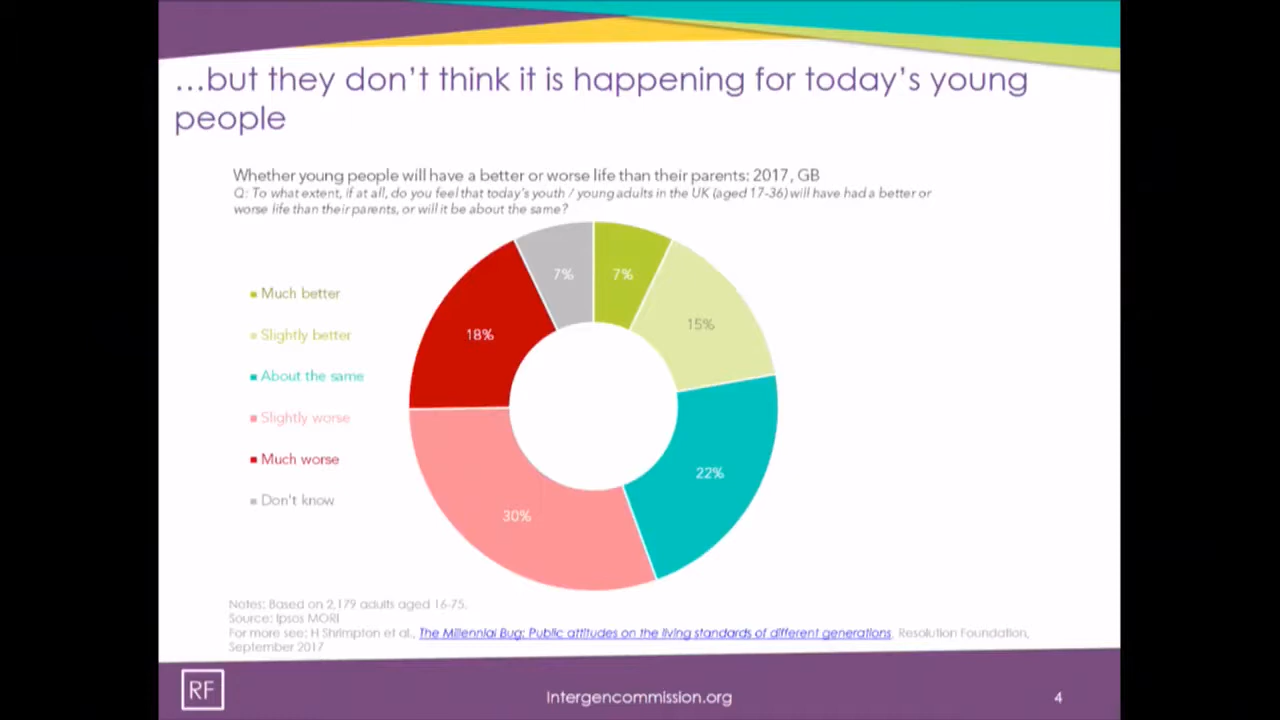 …but they don't think it is happening for today's young
people
Whether young people will have a better or worse life than their parents: 2017, GB
Q: To what extent, if at all, do you feel that today's youth / young adults in the UK (aged 17-36) will have had a better or
worse life than their parents, or will it be about the same?
7%
7%
Much better
15%
Slightly better
18%
About the same
Slightly worse
Much worse
22%
Don't know
30%
Notes: Based on 2,179 adults aged 16-75.
Source: Ipsos MORI
For more see: H Shrimpton et al., The Millennial Bug: Public attitudes on the living standards of different generations, Resolution Foundation,
September 2017
RF
intergencommission.org
4